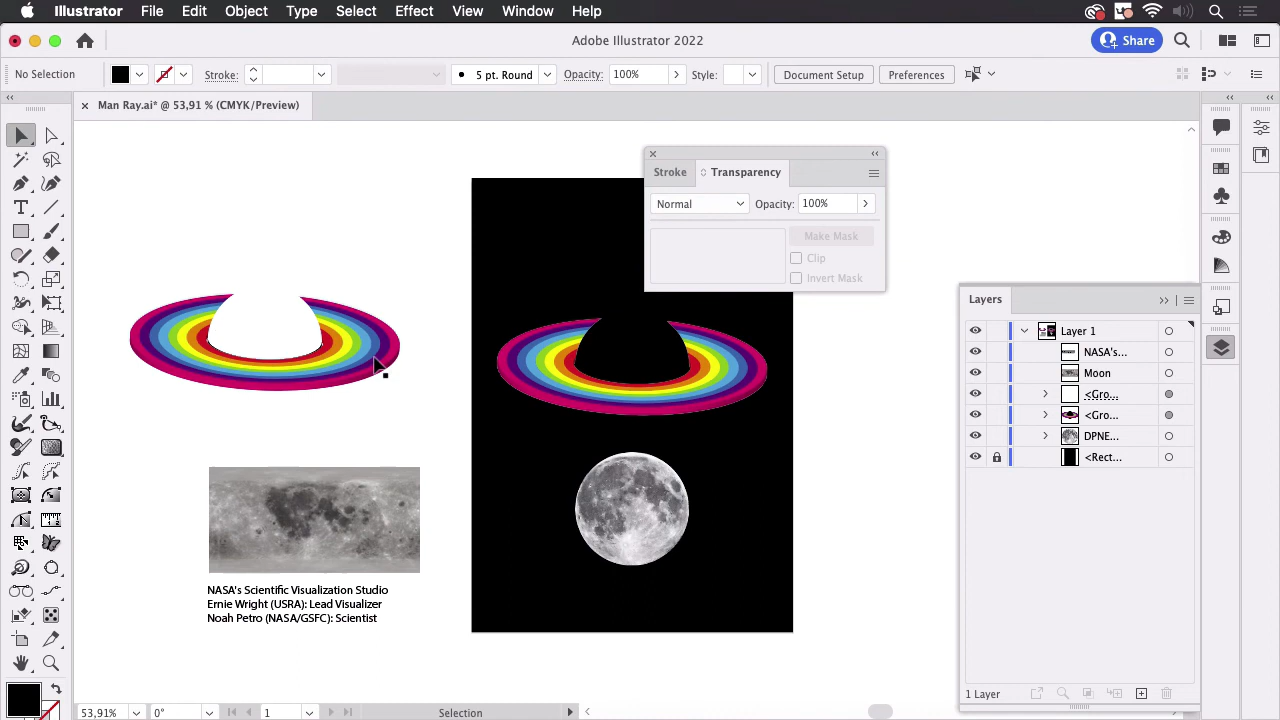 Illustrator File Edit Object Type Select Effect View Window Help
Adobe Illustrator 2022
Share
No Selection
Stroke:
5 pt. Round
Opacity: 100%
Style:
Document Setup
Preferences
× Man Ray.ai* @ 53,91 % (CMYK/Preview)
Stroke
Transparency
Normal
Opacity: 100%
Make Mask
Clip
Invert Mask
Layers
Layer 1
NASA's...
Moon
<Gro...
<Gro...
DPNE...
<Rect...
NASA's Scientific Visualization Studio
Ernie Wright (USRA): Lead Visualizer
Noah Petro (NASA/GSFC): Scientist
1 Layer
53,91%
0°
1
Selection